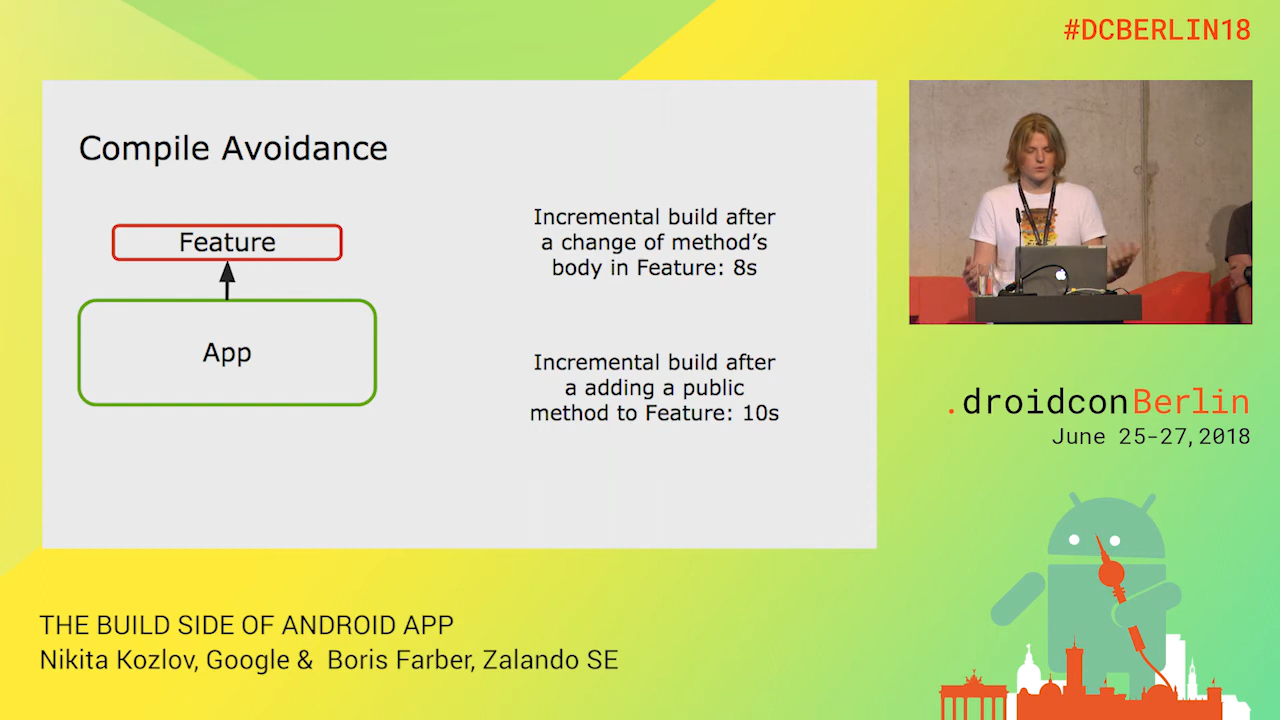 #DCBERLIN18
Compile Avoidance
Feature
App
Incremental build after
a change of method’s
body in Feature: 8s
Incremental build after
a adding a public
method to Feature: 10s
.droidconBerlin
June 25-27,2018
THE BUILD SIDE OF ANDROID APP
Nikita Kozlov, Google & Boris Farber, Zalando SE